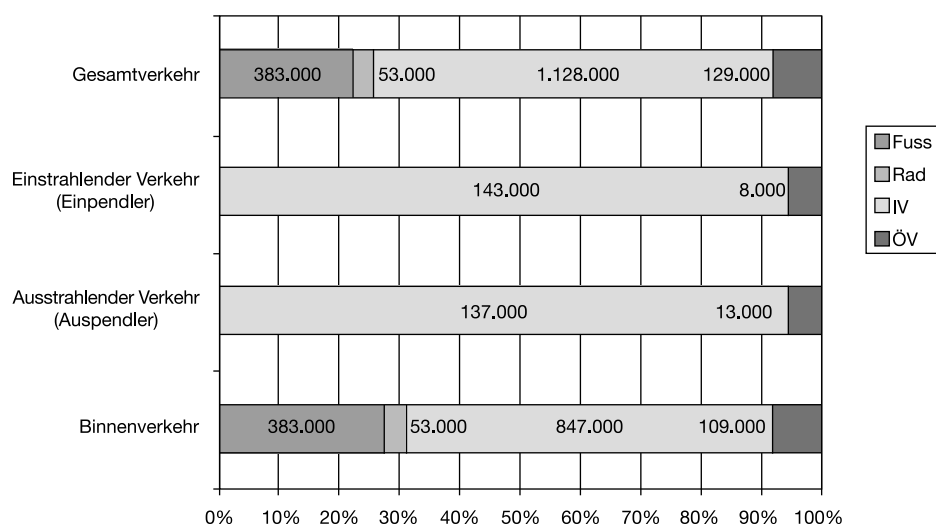 Gesamtverkehr
383.000 53.000 1.128.000 129.000
Einstrahlender Verkehr
(Einpendler)
143.000 8.000
Ausstrahlender Verkehr
(Auspendler)
137.000 13.000
Binnenverkehr
383.000 53.000 847.000 109.000
0% 10% 20% 30% 40% 50% 60% 70% 80% 90% 100%
Fuss
Rad
IV
ÖV